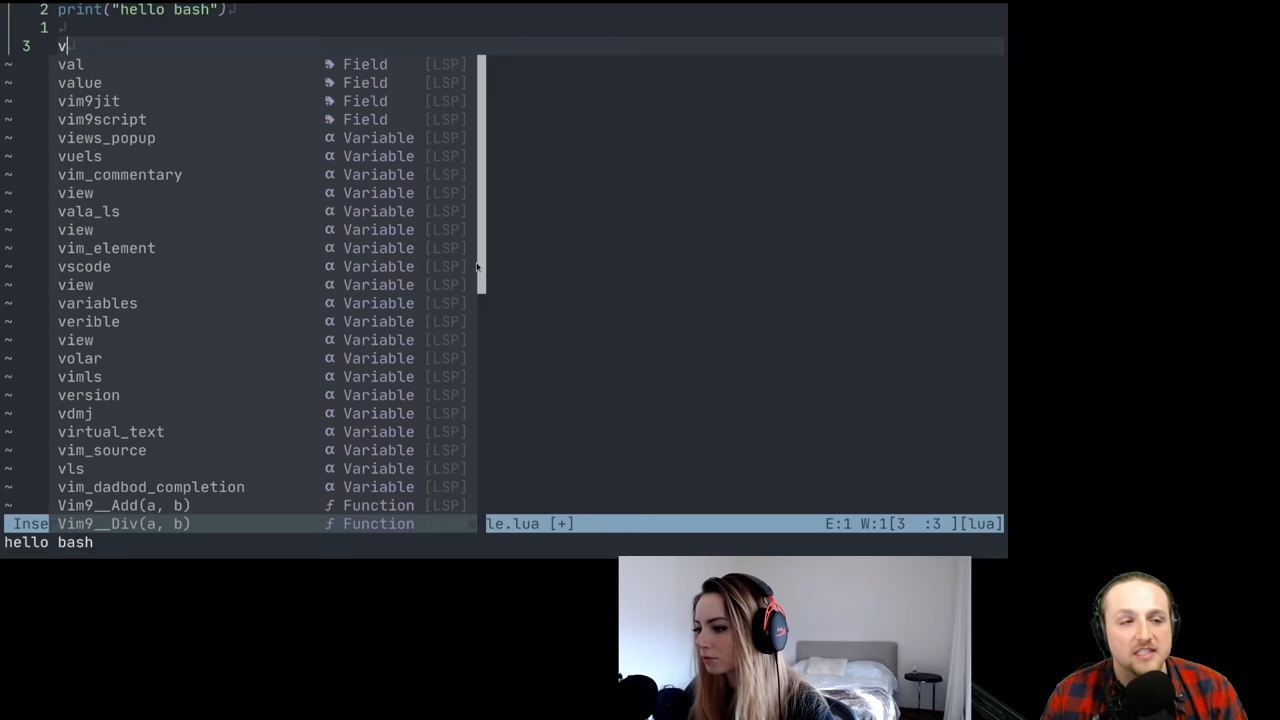 2 print("hello bash")↲
1 ↲
3 v↲
~ val Field [LSP]
~ value Field [LSP]
~ vim9jit Field [LSP]
~ vim9script Field [LSP]
~ views_popup α Variable [LSP]
~ vuels α Variable [LSP]
~ vim_commentary α Variable [LSP]
~ view α Variable [LSP]
~ vala_ls α Variable [LSP]
~ view α Variable [LSP]
~ vim_element α Variable [LSP]
~ vscode α Variable [LSP]
~ view α Variable [LSP]
~ variables α Variable [LSP]
~ verible α Variable [LSP]
~ view α Variable [LSP]
~ volar α Variable [LSP]
~ vimls α Variable [LSP]
~ version α Variable [LSP]
~ vdmj α Variable [LSP]
~ virtual_text α Variable [LSP]
~ vim_source α Variable [LSP]
~ vls α Variable [LSP]
~ vim_dadbod_completion α Variable [LSP]
~ Vim9__Add(a, b) ƒ Function [LSP]
Inse Vim9__Div(a, b) ƒ Function le.lua [+] E:1 W:1[3 :3 ][lua]
hello bash